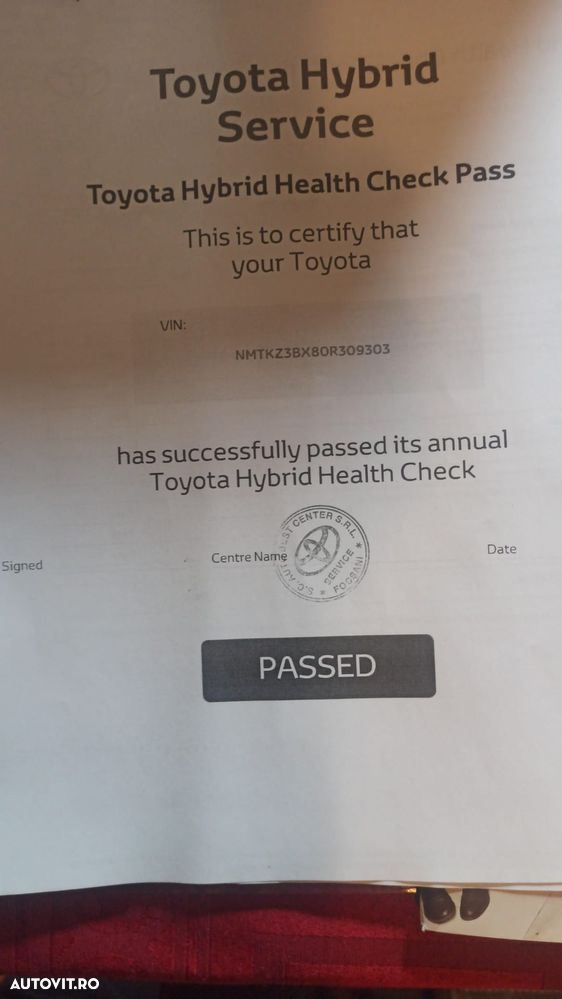 Toyota Hybrid
Service
Toyota Hybrid Health Check Pass
This is to certify that
your Toyota
VIN:
NMTKZ3BX80R309303
has successfully passed its annual
Toyota Hybrid Health Check
Signed
Centre Name
Date
CENTER S.R.L. * FOCSANI * S.C.
SERVICE
PASSED
AUTOVIT.RO